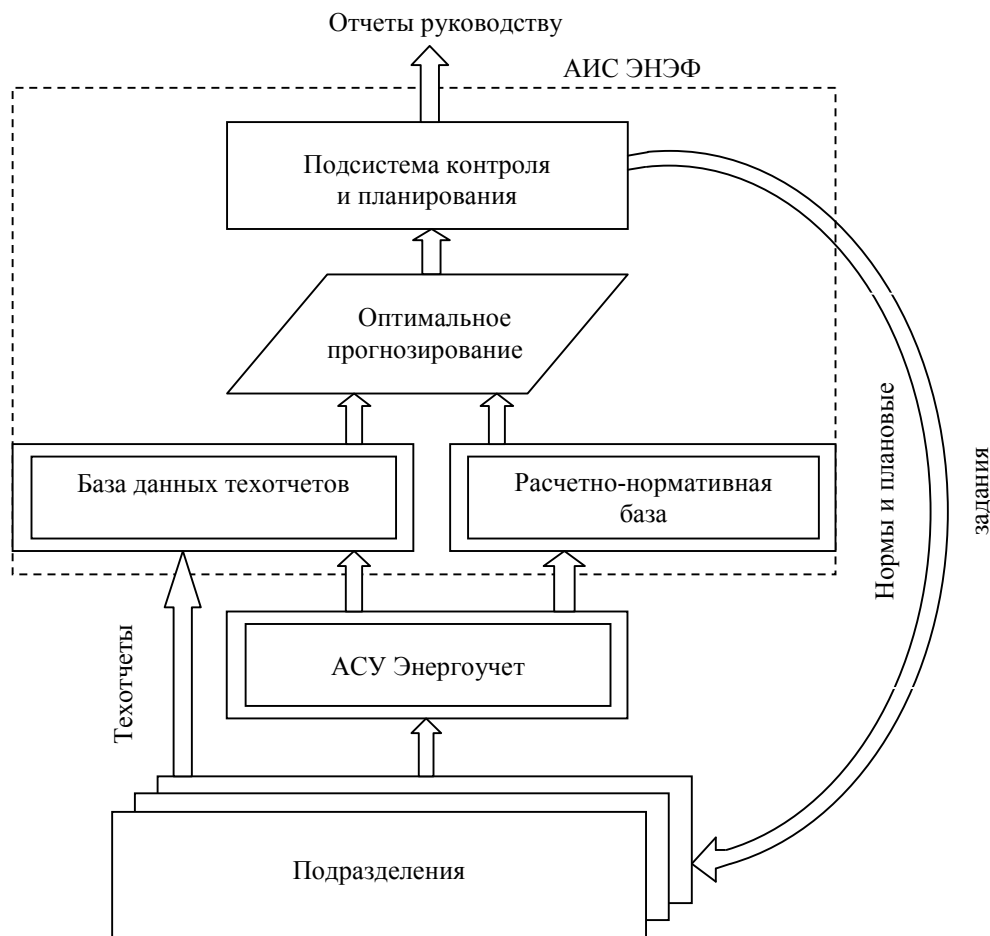 Отчеты руководству
АИС ЭНЭФ
Подсистема контроля
и планирования
Оптимальное
прогнозирование
База данных техотчетов
Расчетно-нормативная
база
Нормы и плановые
задания
АСУ Энергоучет
Техотчеты
Подразделения